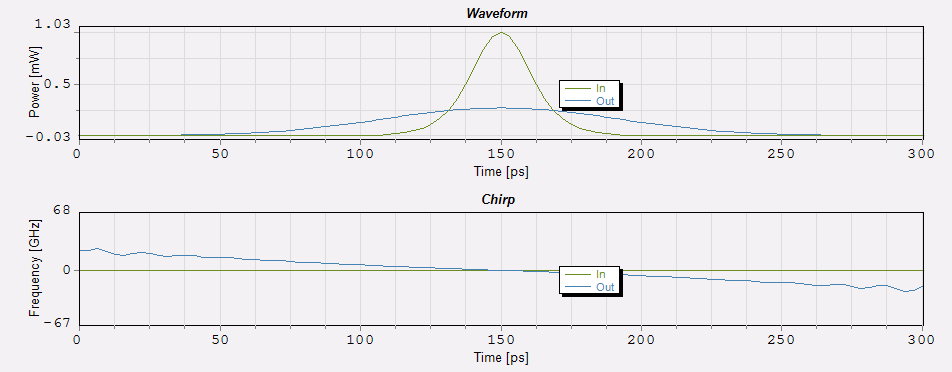 Waveform
1.03
0.5
-0.03
Power [mW]
In
Out
0 50 100 150 200 250 300
Time [ps]
Chirp
68
0
-67
Frequency [GHz]
In
Out
0 50 100 150 200 250 300
Time [ps]